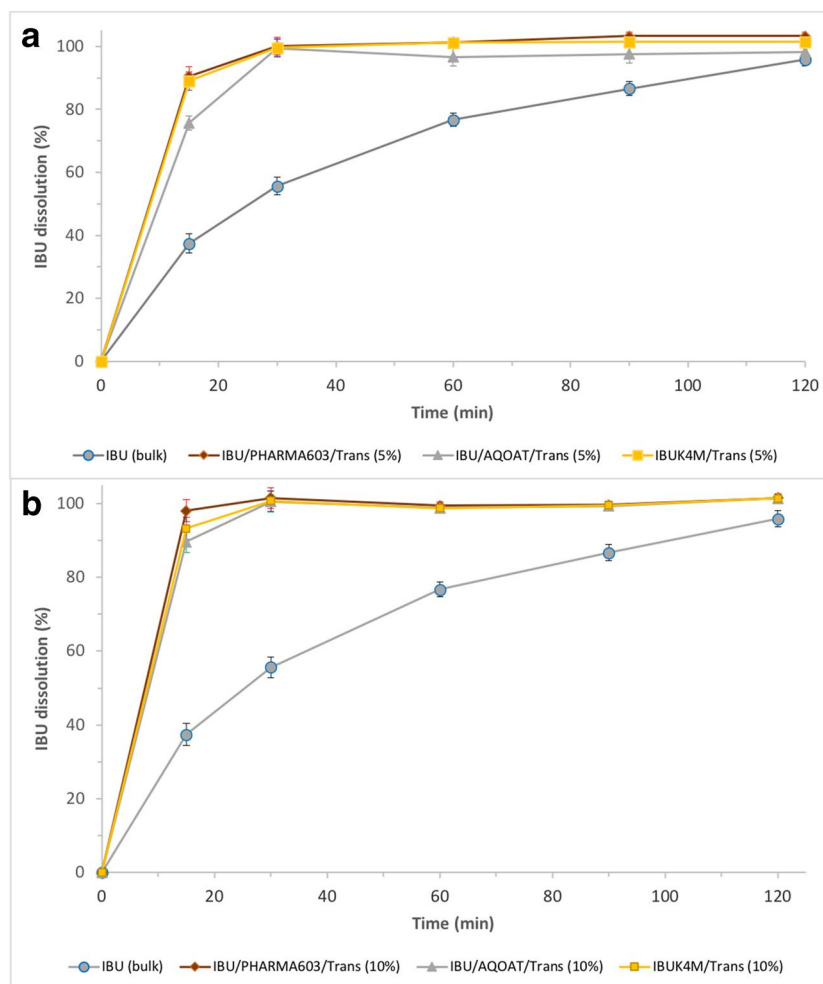 a
100
80
60
40
20
0
IBU dissolution (%)
0 20 40 60 80 100 120
Time (min)
IBU (bulk) IBU/PHARMA603/Trans (5%) IBU/AQOAT/Trans (5%) IBUK4M/Trans (5%)
b
100
80
60
40
20
0
IBU dissolution (%)
0 20 40 60 80 100 120
Time (min)
IBU (bulk) IBU/PHARMA603/Trans (10%) IBU/AQOAT/Trans (10%) IBUK4M/Trans (10%)